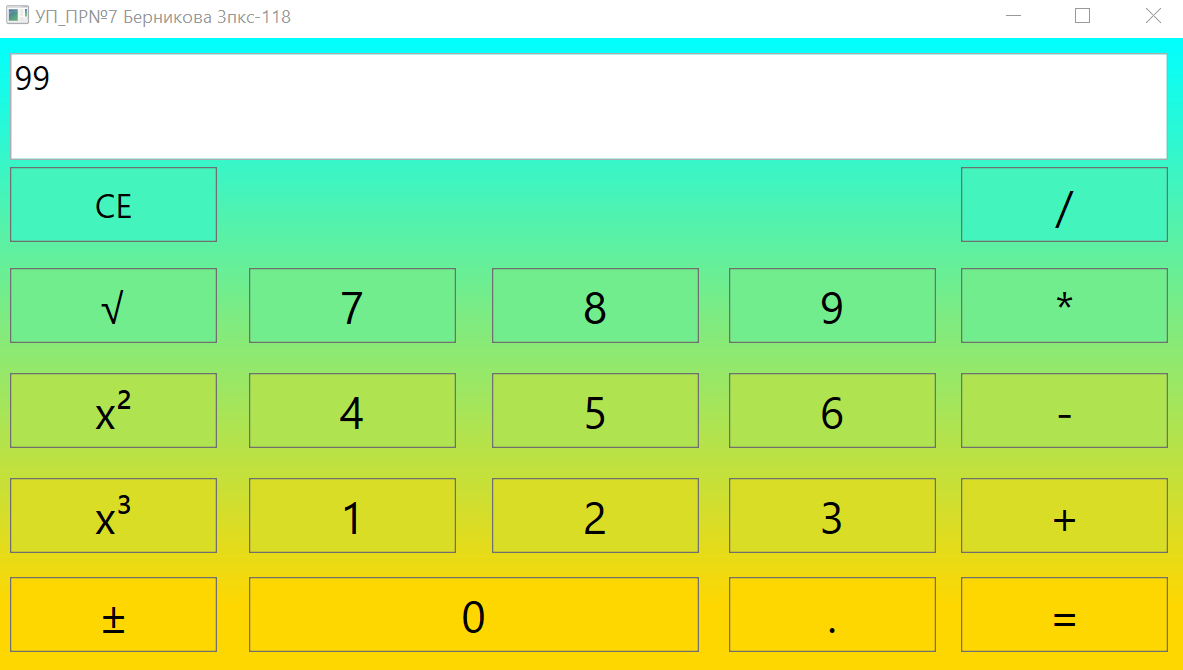 УП_ПР№7 Берникова 3пкс-118
99
CE /
√ 7 8 9 *
x² 4 5 6 -
x³ 1 2 3 +
± 0 . =